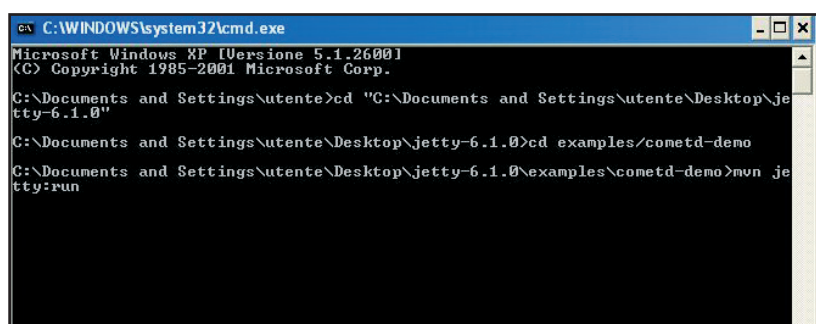 C:\WINDOWS\system32\cmd.exe
Microsoft Windows XP [Versione 5.1.2600]
(C) Copyright 1985-2001 Microsoft Corp.
C:\Documents and Settings\utente>cd "C:\Documents and Settings\utente\Desktop\je
tty-6.1.0"
C:\Documents and Settings\utente\Desktop\jetty-6.1.0>cd examples/cometd-demo
C:\Documents and Settings\utente\Desktop\jetty-6.1.0\examples\cometd-demo>mvn je
tty:run